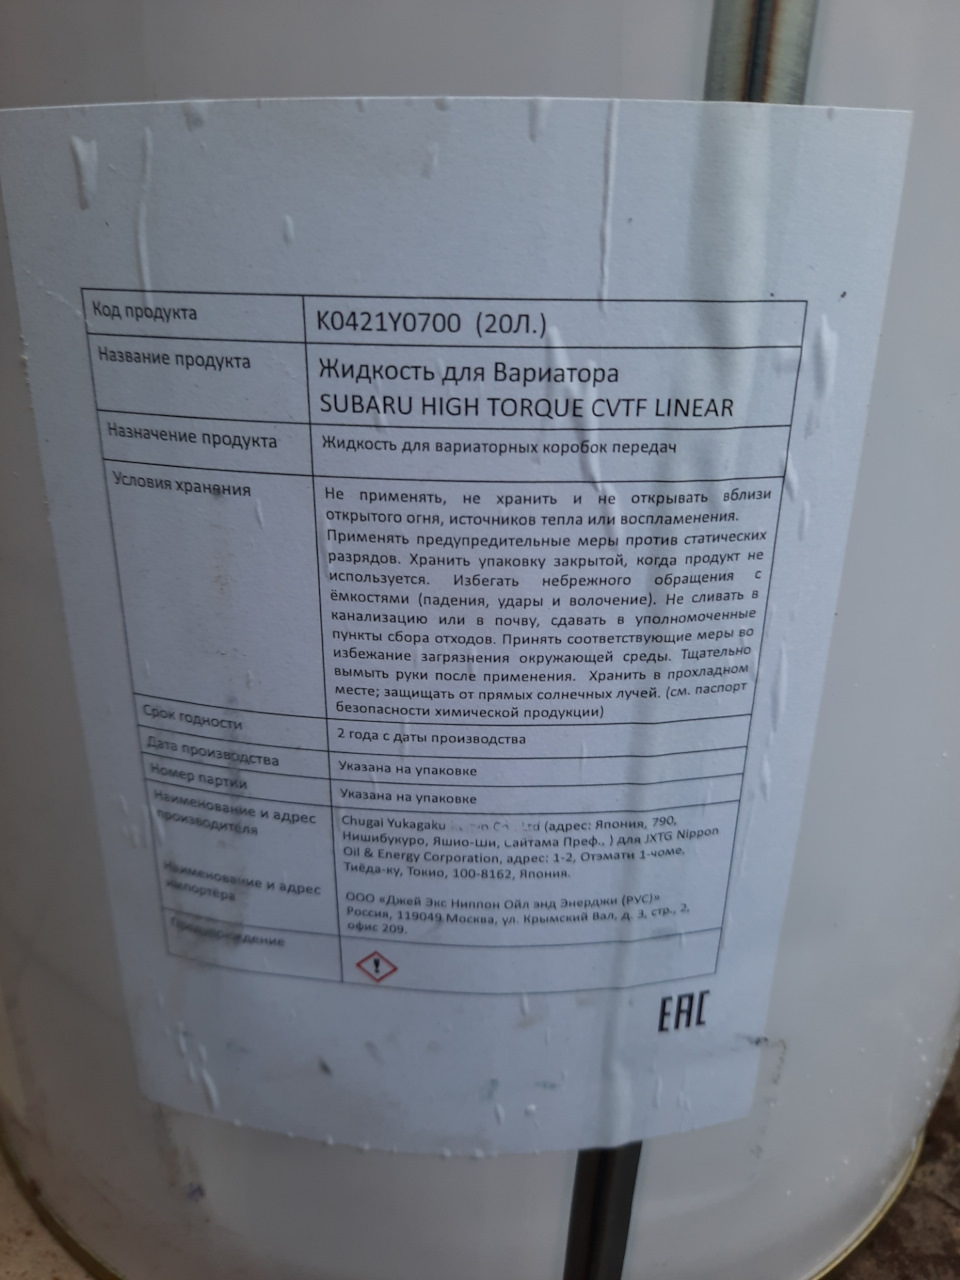 Код продукта
K0421Y0700 (20Л.)
Название продукта
Жидкость для Вариатора
SUBARU HIGH TORQUE CVTF LINEAR
Назначение продукта
Жидкость для вариаторных коробок передач
Условия хранения
Не применять, не хранить и не открывать вблизи
открытого огня, источников тепла или воспламенения.
Применять предупредительные меры против статических
разрядов. Хранить упаковку закрытой, когда продукт не
используется. Избегать небрежного обращения с
ёмкостями (падения, удары и волочение). Не сливать в
канализацию или в почву, сдавать в уполномоченные
пункты сбора отходов. Принять соответствующие меры во
избежание загрязнения окружающей среды. Тщательно
вымыть руки после применения. Хранить в прохладном
месте; защищать от прямых солнечных лучей. (см. паспорт
безопасности химической продукции)
Срок годности
2 года с даты производства
Дата производства
Указана на упаковке
Номер партии
Указана на упаковке
Наименование и адрес
производителя
Chugai Yukagaku Ltd (адрес: Япония, 790,
Нишибукуро, Яшио-ши, Сайтама Преф., ) для JXTG Nippon
Oil & Energy Corporation, адрес: 1-2, Отэмати 1-чоме,
Тиёда-ку, Токио, 100-8162, Япония.
Наименование и адрес
импортера
ООО «Джей Экс Ниппон Ойл энд Энерджи (РУС)»
Россия, 119049 Москва, ул. Крымский Вал, д. 3, стр., 2,
офис 209.
Предупреждение
EAC